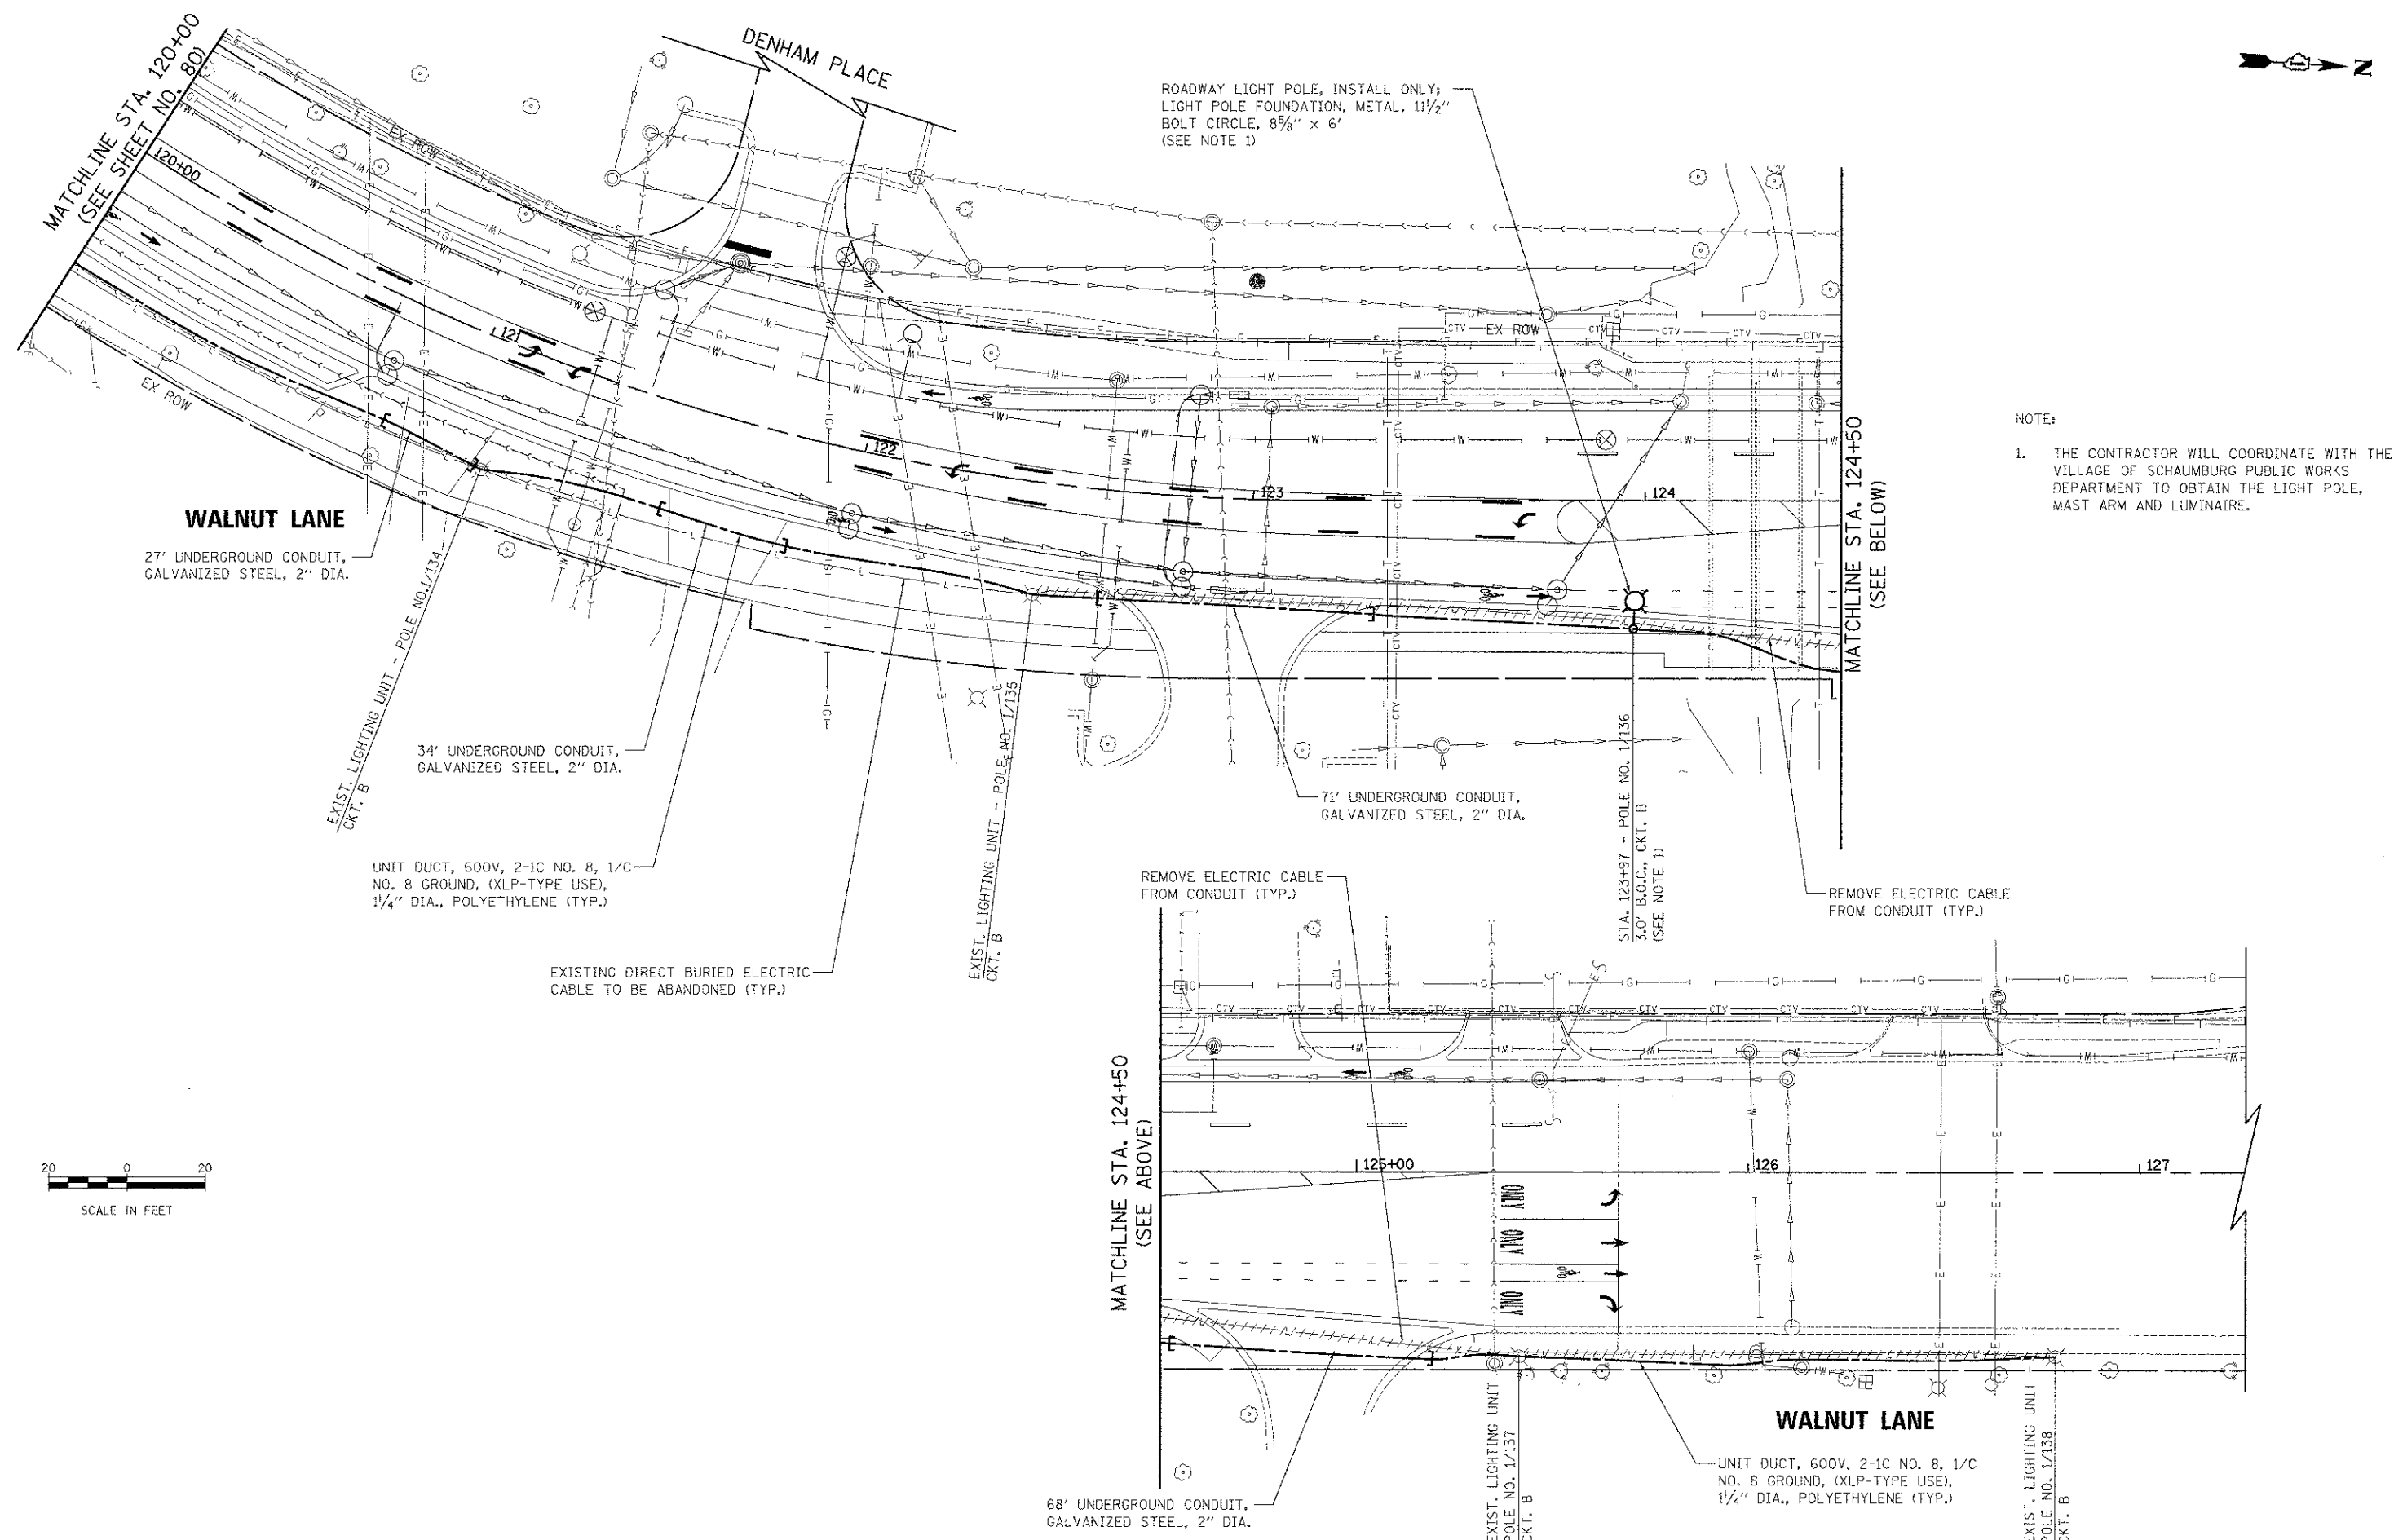 MATCHLINE STA. 120+00
(SEE SHEET NO. 80)
DENHAM PLACE
ROADWAY LIGHT POLE, INSTALL ONLY;
LIGHT POLE FOUNDATION, METAL, 11½"
BOLT CIRCLE, 8⅝" x 6'
(SEE NOTE 1)
N
120+00
EX ROW
121
122
123
124
EX ROW
EX ROW
MATCHLINE STA. 124+50
(SEE BELOW)
NOTE:
1. THE CONTRACTOR WILL COORDINATE WITH THE
VILLAGE OF SCHAUMBURG PUBLIC WORKS
DEPARTMENT TO OBTAIN THE LIGHT POLE,
MAST ARM AND LUMINAIRE.
WALNUT LANE
27' UNDERGROUND CONDUIT,
GALVANIZED STEEL, 2" DIA.
EXIST. LIGHTING UNIT - POLE NO.1/134
CKT. B
34' UNDERGROUND CONDUIT,
GALVANIZED STEEL, 2" DIA.
UNIT DUCT, 600V, 2-1C NO. 8, 1/C
NO. 8 GROUND, (XLP-TYPE USE),
1¼" DIA., POLYETHYLENE (TYP.)
EXISTING DIRECT BURIED ELECTRIC
CABLE TO BE ABANDONED (TYP.)
EXIST. LIGHTING UNIT - POLE NO. 1/135
CKT. B
71' UNDERGROUND CONDUIT,
GALVANIZED STEEL, 2" DIA.
STA. 123+97 - POLE NO. 1/136
3.0' B.O.C., CKT. B
(SEE NOTE 1)
REMOVE ELECTRIC CABLE
FROM CONDUIT (TYP.)
REMOVE ELECTRIC CABLE
FROM CONDUIT (TYP.)
MATCHLINE STA. 124+50
(SEE ABOVE)
125+00
126
127
ONLY
ONLY
ONLY
20 0 20
SCALE IN FEET
WALNUT LANE
UNIT DUCT, 600V, 2-1C NO. 8, 1/C
NO. 8 GROUND, (XLP-TYPE USE),
1¼" DIA., POLYETHYLENE (TYP.)
68' UNDERGROUND CONDUIT,
GALVANIZED STEEL, 2" DIA.
EXIST. LIGHTING UNIT
POLE NO. 1/137
CKT. B
EXIST. LIGHTING UNIT
POLE NO. 1/138
CKT. B